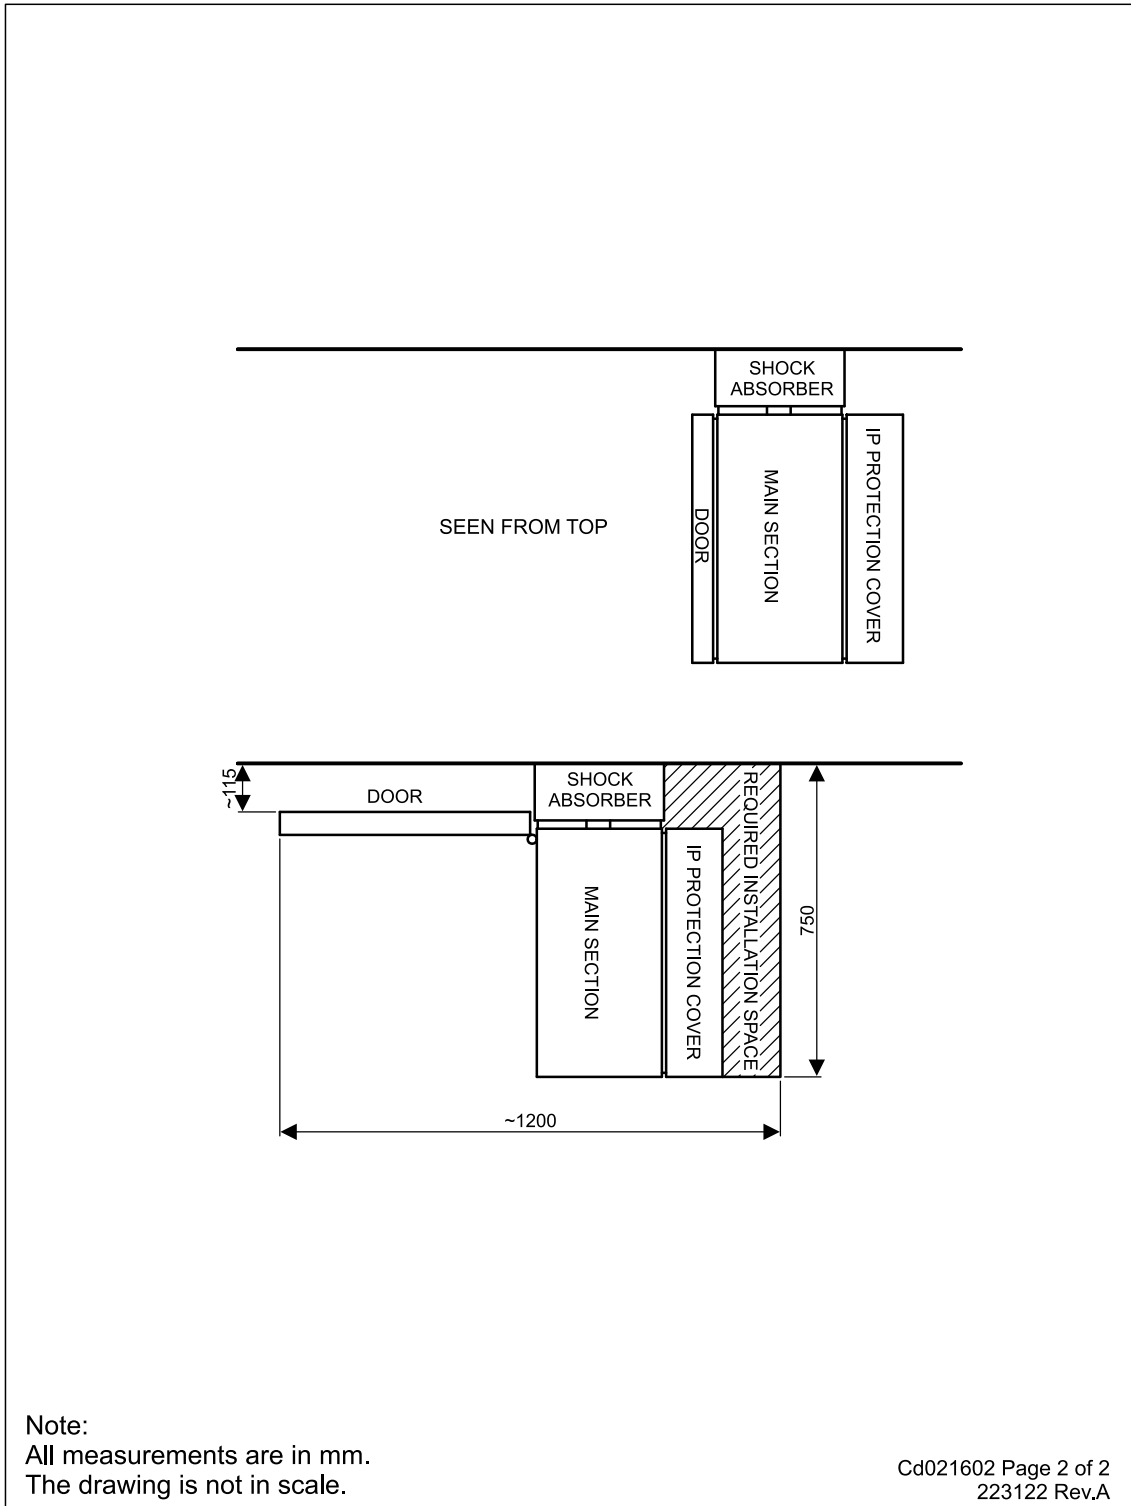 SHOCK
ABSORBER
DOOR
MAIN SECTION
IP PROTECTION COVER
SEEN FROM TOP
~115
DOOR
SHOCK
ABSORBER
MAIN SECTION
IP PROTECTION COVER
REQUIRED INSTALLATION SPACE
750
~1200
Note:
All measurements are in mm.
The drawing is not in scale.
Cd021602 Page 2 of 2
223122 Rev.A